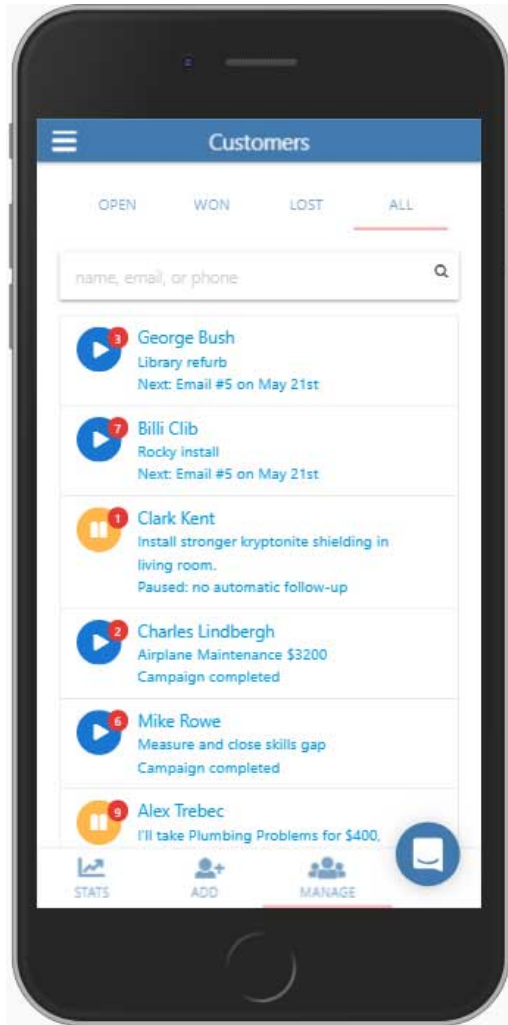 Customers
OPEN WON LOST ALL
name, email, or phone
3
George Bush
Library refurb
Next: Email #5 on May 21st
7
Billi Clib
Rocky install
Next: Email #5 on May 21st
1
Clark Kent
Install stronger kryptonite shielding in
living room.
Paused: no automatic follow-up
2
Charles Lindbergh
Airplane Maintenance $3200
Campaign completed
6
Mike Rowe
Measure and close skills gap
Campaign completed
9
Alex Trebec
I'll take Plumbing Problems for $400,
STATS ADD MANAGE